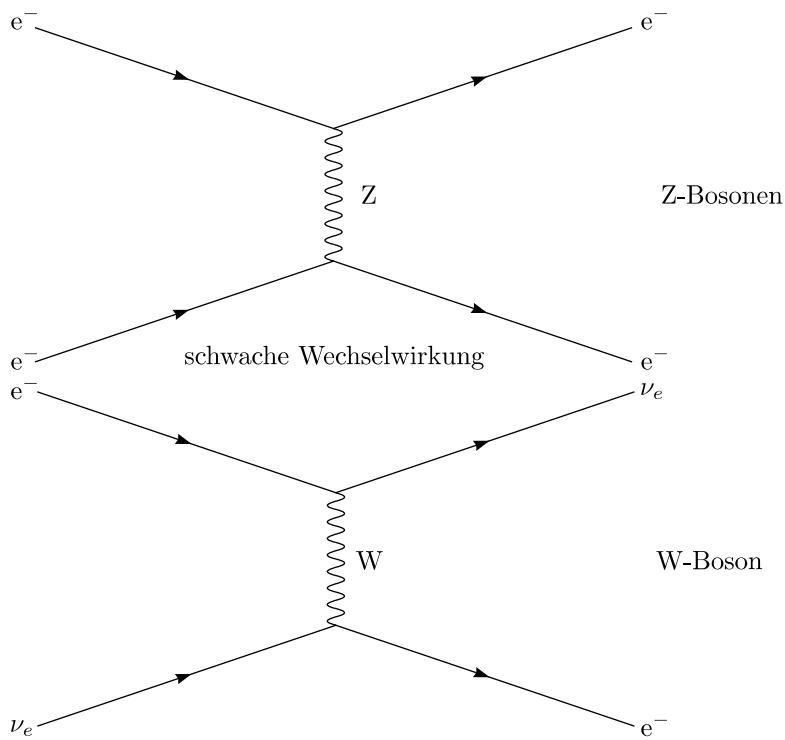 e⁻ e⁻
Z Z-Bosonen
e⁻ schwache Wechselwirkung e⁻
e⁻ νₑ
W W-Boson
νₑ e⁻